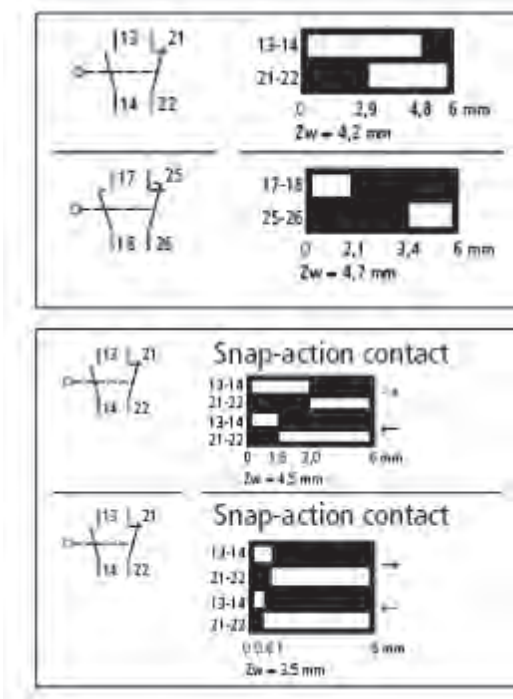 13 21
14 22
13-14
21-22
0 2,9 4,8 6 mm
Zw = 4,2 mm
17 25
18 26
17-18
25-26
0 2,1 3,4 6 mm
Zw = 4,7 mm
Snap-action contact
13 21
14 22
13-14
21-22
13-14
21-22
0 1,6 3,0 6 mm
Zw = 4.5 mm
Snap-action contact
13 21
14 22
13-14
21-22
13-14
21-22
6 mm
Zw = 3.5 mm